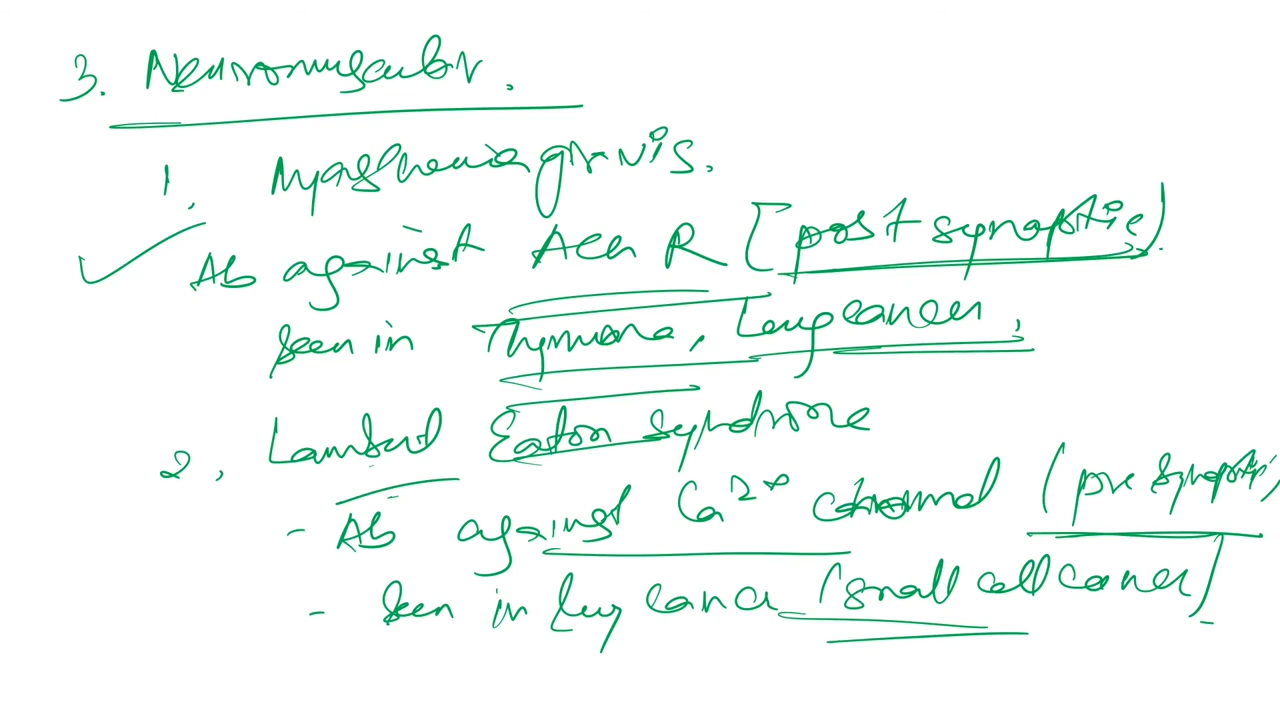 3. Neuromuscular.
1. Myasthenia gravis.
Ab against Ach R [post synaptic)
seen in Thymoma, Lung cancer,
2, Lambert Eaton syndrome
- Ab against Ca2+ channel (pre synaptic)
- Seen in lung cancer (small cell cancer)